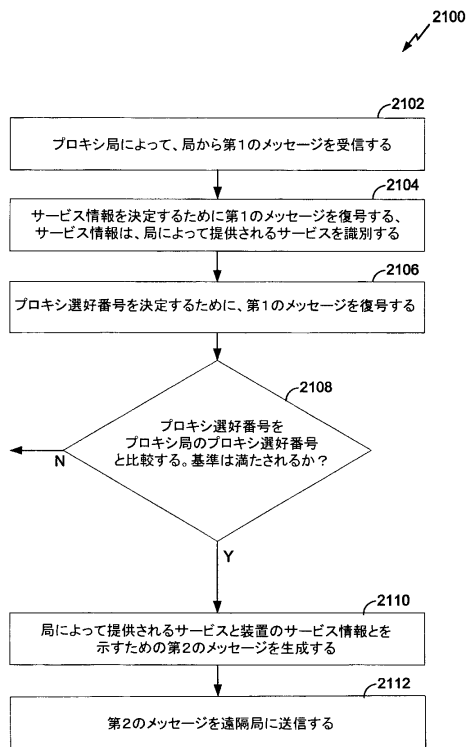 2100
2102
プロキシ局によって、局から第1のメッセージを受信する
2104
サービス情報を決定するために第1のメッセージを復号する、
サービス情報は、局によって提供されるサービスを識別する
2106
プロキシ選好番号を決定するために、第1のメッセージを復号する
2108
プロキシ選好番号を
プロキシ局のプロキシ選好番号
と比較する。基準は満たされるか？
N
Y
2110
局によって提供されるサービスと装置のサービス情報とを
示すための第2のメッセージを生成する
2112
第2のメッセージを遠隔局に送信する